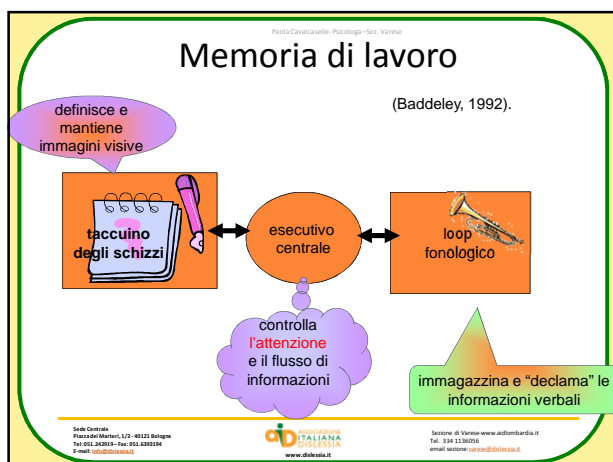 Paola Cavalcaselle- Psicologa –Sez. Varese
Memoria di lavoro
(Baddeley, 1992).
definisce e
mantiene
immagini visive
taccuino
degli schizzi
esecutivo
centrale
loop
fonologico
controlla
l'attenzione
e il flusso di
informazioni
immagazzina e "declama" le
informazioni verbali
Sede Centrale
Piazza dei Martiri, 1/2 - 40121 Bologna
Tel: 051.242919 – Fax: 051.6393194
E-mail: info@dislessia.it
aiD ASSOCIAZIONE
ITALIANA
DISLESSIA
www.dislessia.it
Sezione di Varese-www.aidlombardia.it
Tel. 334 1136056
email sezione: varese@dislessia.it